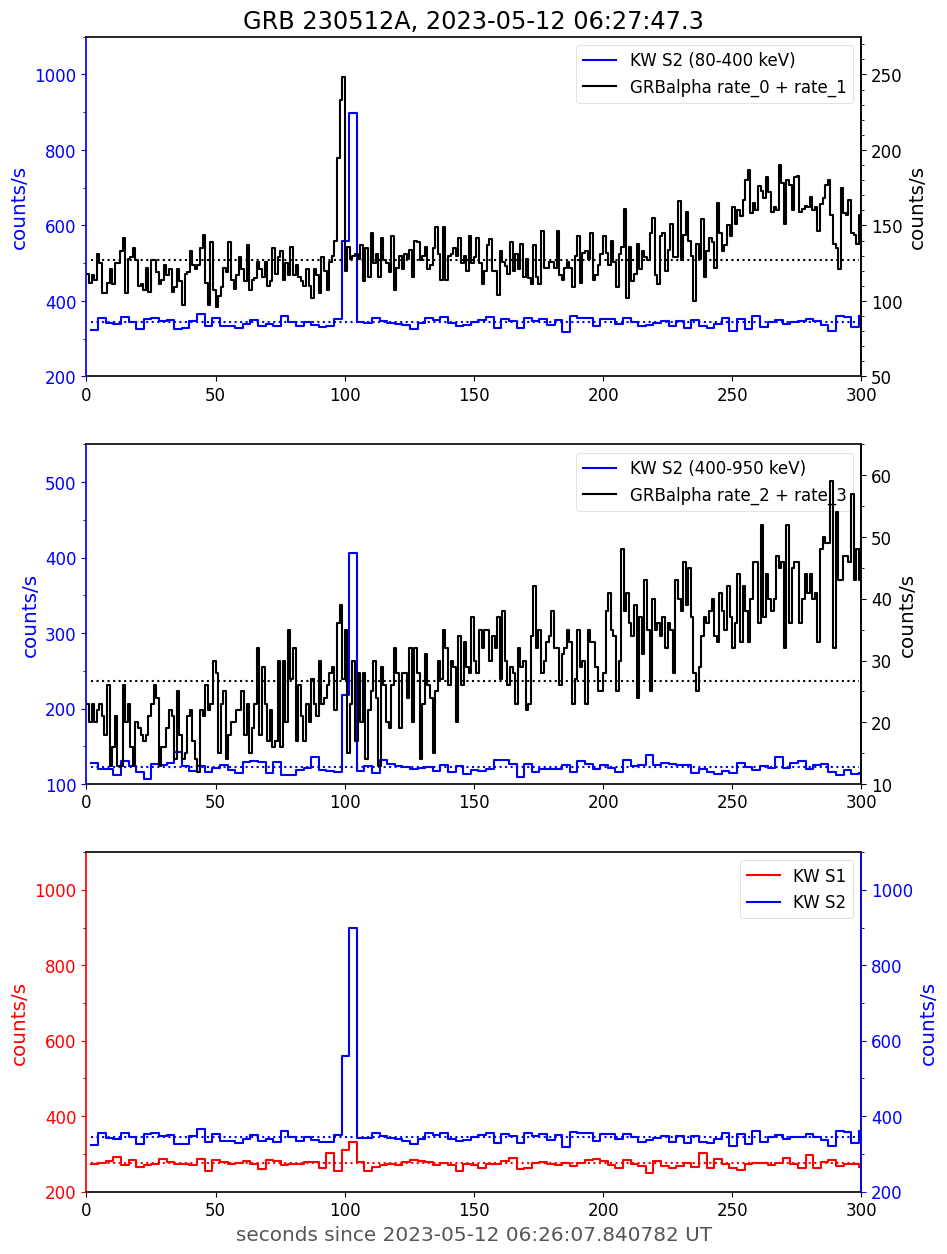 GRB 230512A, 2023-05-12 06:27:47.3
KW S2 (80-400 keV)
GRBalpha rate_0 + rate_1
counts/s
counts/s
1000
800
600
400
200
250
200
150
100
50
0 50 100 150 200 250 300
KW S2 (400-950 keV)
GRBalpha rate_2 + rate_3
counts/s
counts/s
500
400
300
200
100
60
50
40
30
20
10
0 50 100 150 200 250 300
KW S1
KW S2
counts/s
counts/s
1000
800
600
400
200
1000
800
600
400
200
0 50 100 150 200 250 300
seconds since 2023-05-12 06:26:07.840782 UT